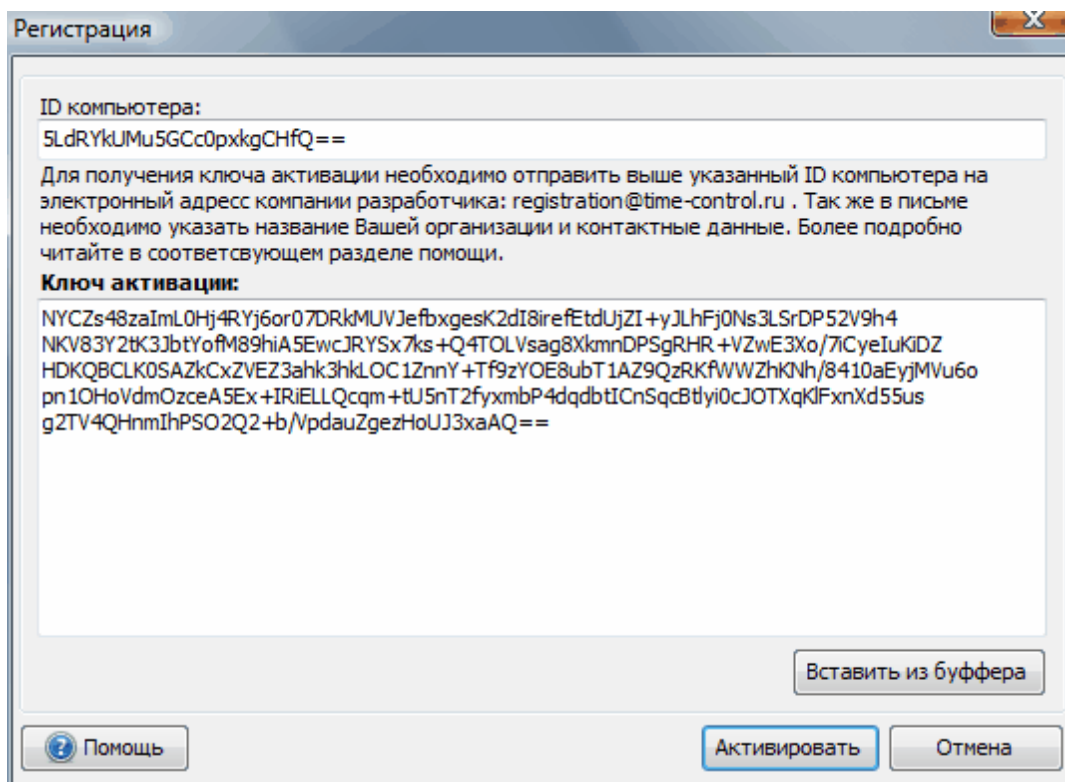 Регистрация
ID компьютера:
5LdRYkUMu5GCc0pxkgCHfQ==
Для получения ключа активации необходимо отправить выше указанный ID компьютера на
электронный адресс компании разработчика: registration@time-control.ru . Так же в письме
необходимо указать название Вашей организации и контактные данные. Более подробно
читайте в соответсвующем разделе помощи.
Ключ активации:
NYCZs48zaImL0Hj4RYj6or07DRkMUVJefbxgesK2dI8irefEtdUjZI+yJLhFj0Ns3LSrDP52V9h4
NKV83Y2tK3JbtYofM89hiA5EwcJRYSx7ks+Q4TOLVsag8XkmnDPSgRHR+VZwE3Xo/7iCyeIuKiDZ
HDKQBCLK0SAZkCxZVEZ3ahk3hkLOC1ZnnY+Tf9zYOE8ubT1AZ9QzRKfWWZhKNh/8410aEyjMVu6o
pn1OHoVdmOzceA5Ex+IRiELLQcqm+tU5nT2fyxmbP4dqdbtICnSqcBtlyi0cJOTXqKlFxnXd55us
g2TV4QHnmIhPSO2Q2+b/VpdauZgezHoUJ3xaAQ==
Вставить из буффера
Помощь
Активировать
Отмена